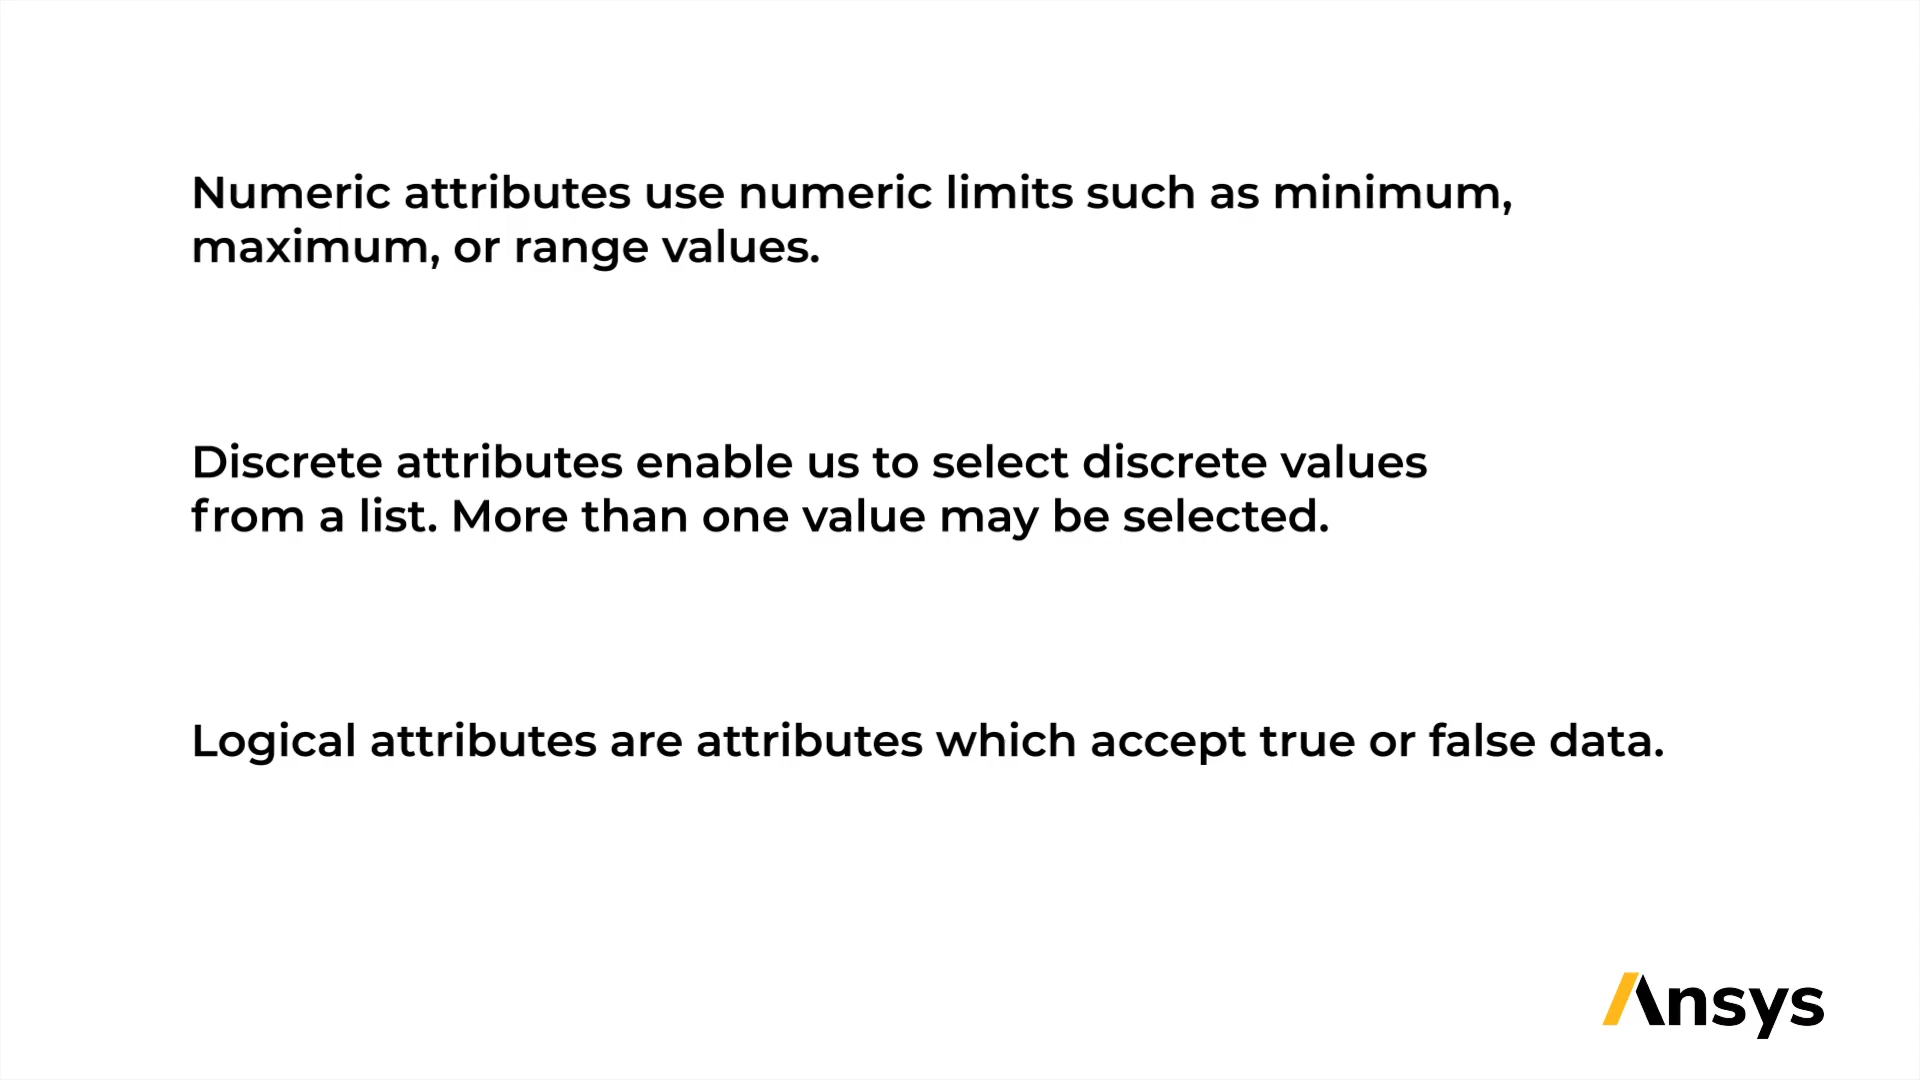 Numeric attributes use numeric limits such as minimum,
maximum, or range values.
Discrete attributes enable us to select discrete values
from a list. More than one value may be selected.
Logical attributes are attributes which accept true or false data.
Ansys